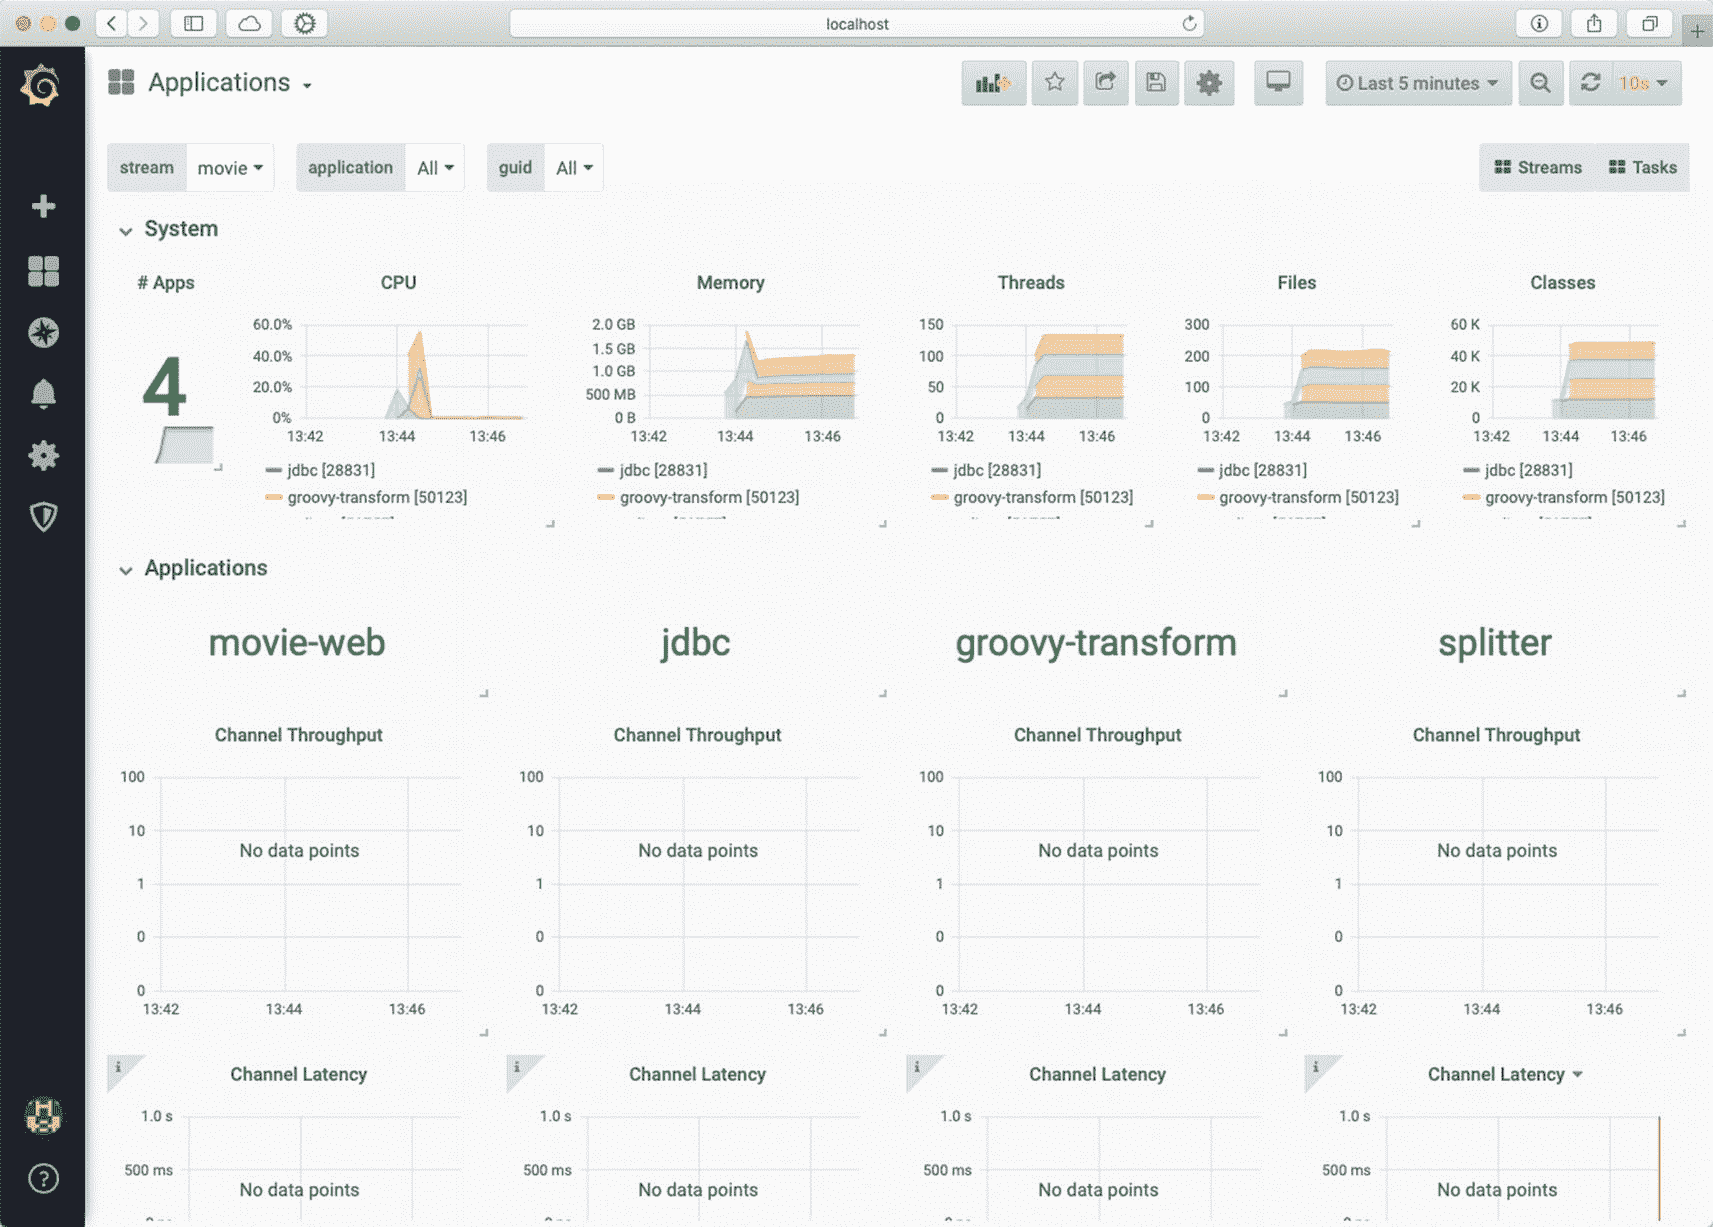 localhost
Applications
Last 5 minutes
10s
stream movie application All guid All
Streams Tasks
System
# Apps
4
CPU
60.0%
40.0%
20.0%
0%
13:42 13:44 13:46
jdbc [28831]
groovy-transform [50123]
Memory
2.0 GB
1.5 GB
1.0 GB
500 MB
0 B
13:42 13:44 13:46
jdbc [28831]
groovy-transform [50123]
Threads
150
100
50
0
13:42 13:44 13:46
jdbc [28831]
groovy-transform [50123]
Files
300
200
100
0
13:42 13:44 13:46
jdbc [28831]
groovy-transform [50123]
Classes
60 K
40 K
20 K
0
13:42 13:44 13:46
jdbc [28831]
groovy-transform [50123]
Applications
movie-web
jdbc
groovy-transform
splitter
Channel Throughput
100
10
No data points
1
0
0
13:42 13:44 13:46
Channel Throughput
100
10
No data points
1
0
0
13:42 13:44 13:46
Channel Throughput
100
10
No data points
1
0
0
13:42 13:44 13:46
Channel Throughput
100
10
No data points
1
0
0
13:42 13:44 13:46
i
Channel Latency
1.0 s
500 ms
No data points
i
Channel Latency
1.0 s
500 ms
No data points
i
Channel Latency
1.0 s
500 ms
No data points
i
Channel Latency
1.0 s
500 ms
No data points